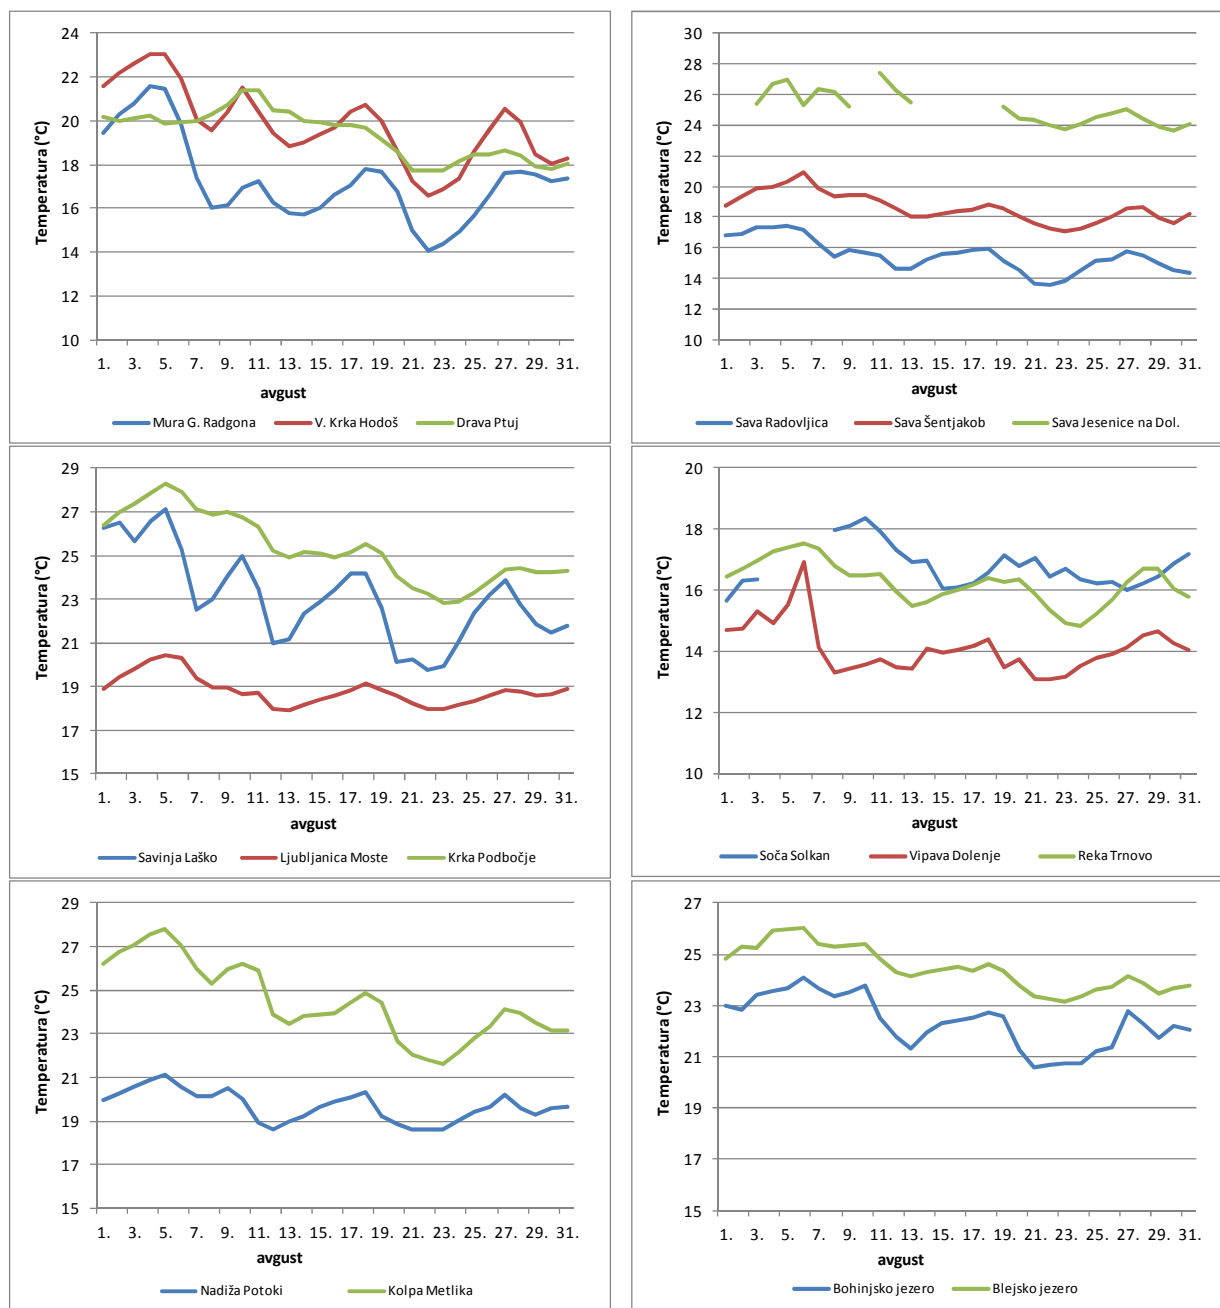 Temperatura (°C)
24
22
20
18
16
14
12
10
1. 3. 5. 7. 9. 11. 13. 15. 17. 19. 21. 23. 25. 27. 29. 31.
avgust
Mura G. Radgona V. Krka Hodoš Drava Ptuj
Temperatura (°C)
30
28
26
24
22
20
18
16
14
12
10
1. 3. 5. 7. 9. 11. 13. 15. 17. 19. 21. 23. 25. 27. 29. 31.
avgust
Sava Radovljica Sava Šentjakob Sava Jesenice na Dol.
Temperatura (°C)
29
27
25
23
21
19
17
15
1. 3. 5. 7. 9. 11. 13. 15. 17. 19. 21. 23. 25. 27. 29. 31.
avgust
Savinja Laško Ljubljanica Moste Krka Podbočje
Temperatura (°C)
20
18
16
14
12
10
1. 3. 5. 7. 9. 11. 13. 15. 17. 19. 21. 23. 25. 27. 29. 31.
avgust
Soča Solkan Vipava Dolenje Reka Trnovo
Temperatura (°C)
29
27
25
23
21
19
17
15
1. 3. 5. 7. 9. 11. 13. 15. 17. 19. 21. 23. 25. 27. 29. 31.
avgust
Nadiža Potoki Kolpa Metlika
Temperatura (°C)
27
25
23
21
19
17
15
1. 3. 5. 7. 9. 11. 13. 15. 17. 19. 21. 23. 25. 27. 29. 31.
avgust
Bohinjsko jezero Blejsko jezero